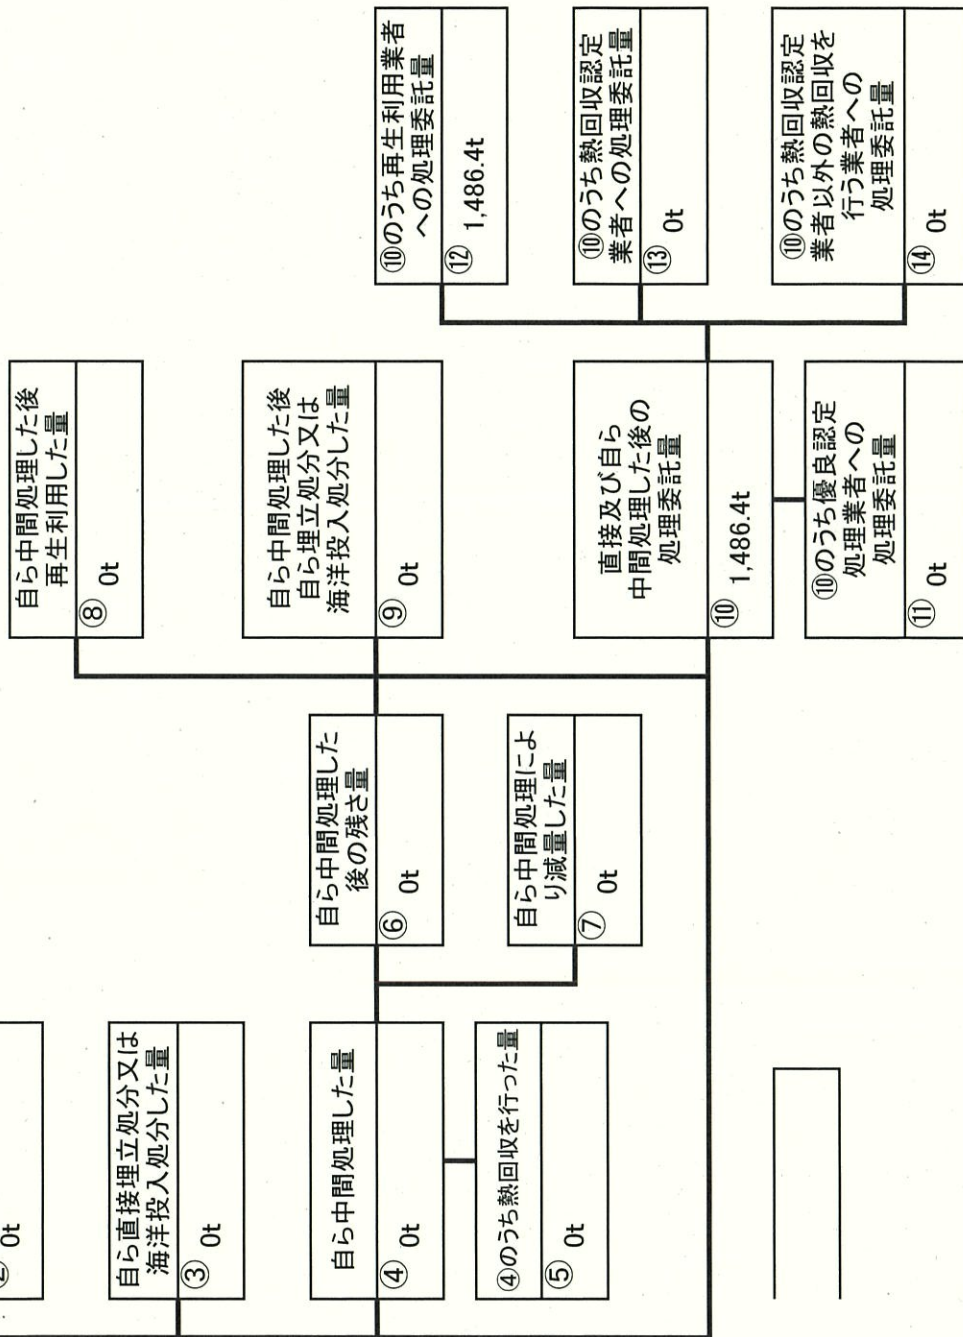 ② 0t
自ら直接埋立処分又は
海洋投入処分した量
③ 0t
自ら中間処理した量
④ 0t
④のうち熱回収を行った量
⑤ 0t
自ら中間処理した
後の残さ量
⑥ 0t
自ら中間処理によ
り減量した量
⑦ 0t
自ら中間処理した後
再生利用した量
⑧ 0t
自ら中間処理した後
自ら埋立処分又は
海洋投入処分した量
⑨ 0t
直接及び自ら
中間処理した後の
処理委託量
⑩ 1,486.4t
⑩のうち優良認定
処理業者への
処理委託量
⑪ 0t
⑩のうち再生利用業者
への処理委託量
⑫ 1,486.4t
⑩のうち熱回収認定
業者への処理委託量
⑬ 0t
⑩のうち熱回収認定
業者以外の熱回収を
行う業者への
処理委託量
⑭ 0t